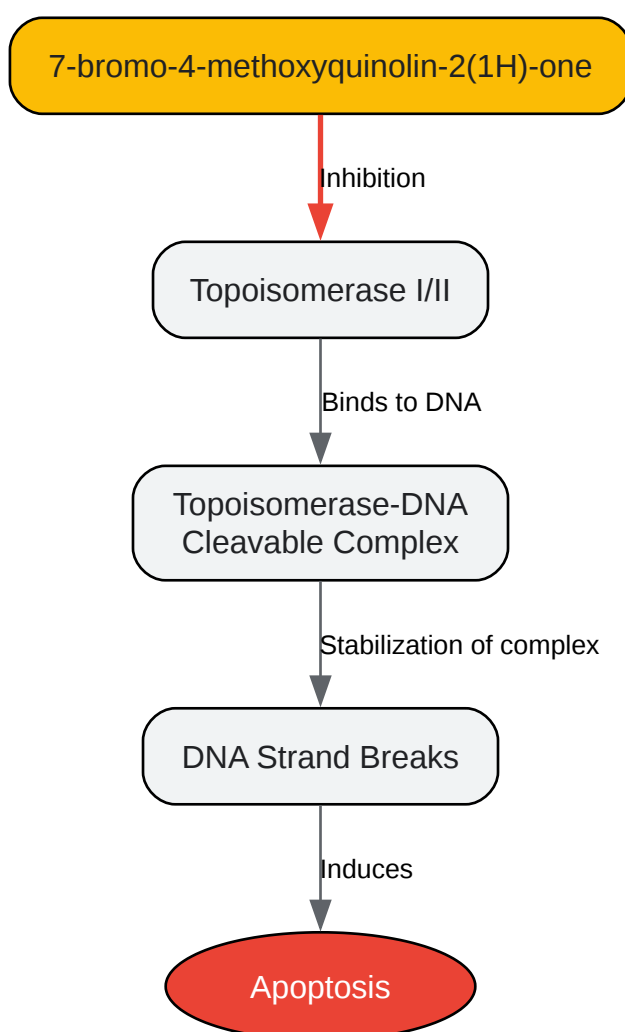 7-bromo-4-methoxyquinolin-2(1H)-one
Inhibition
Topoisomerase I/II
Binds to DNA
Topoisomerase-DNA
Cleavable Complex
Stabilization of complex
DNA Strand Breaks
Induces
Apoptosis